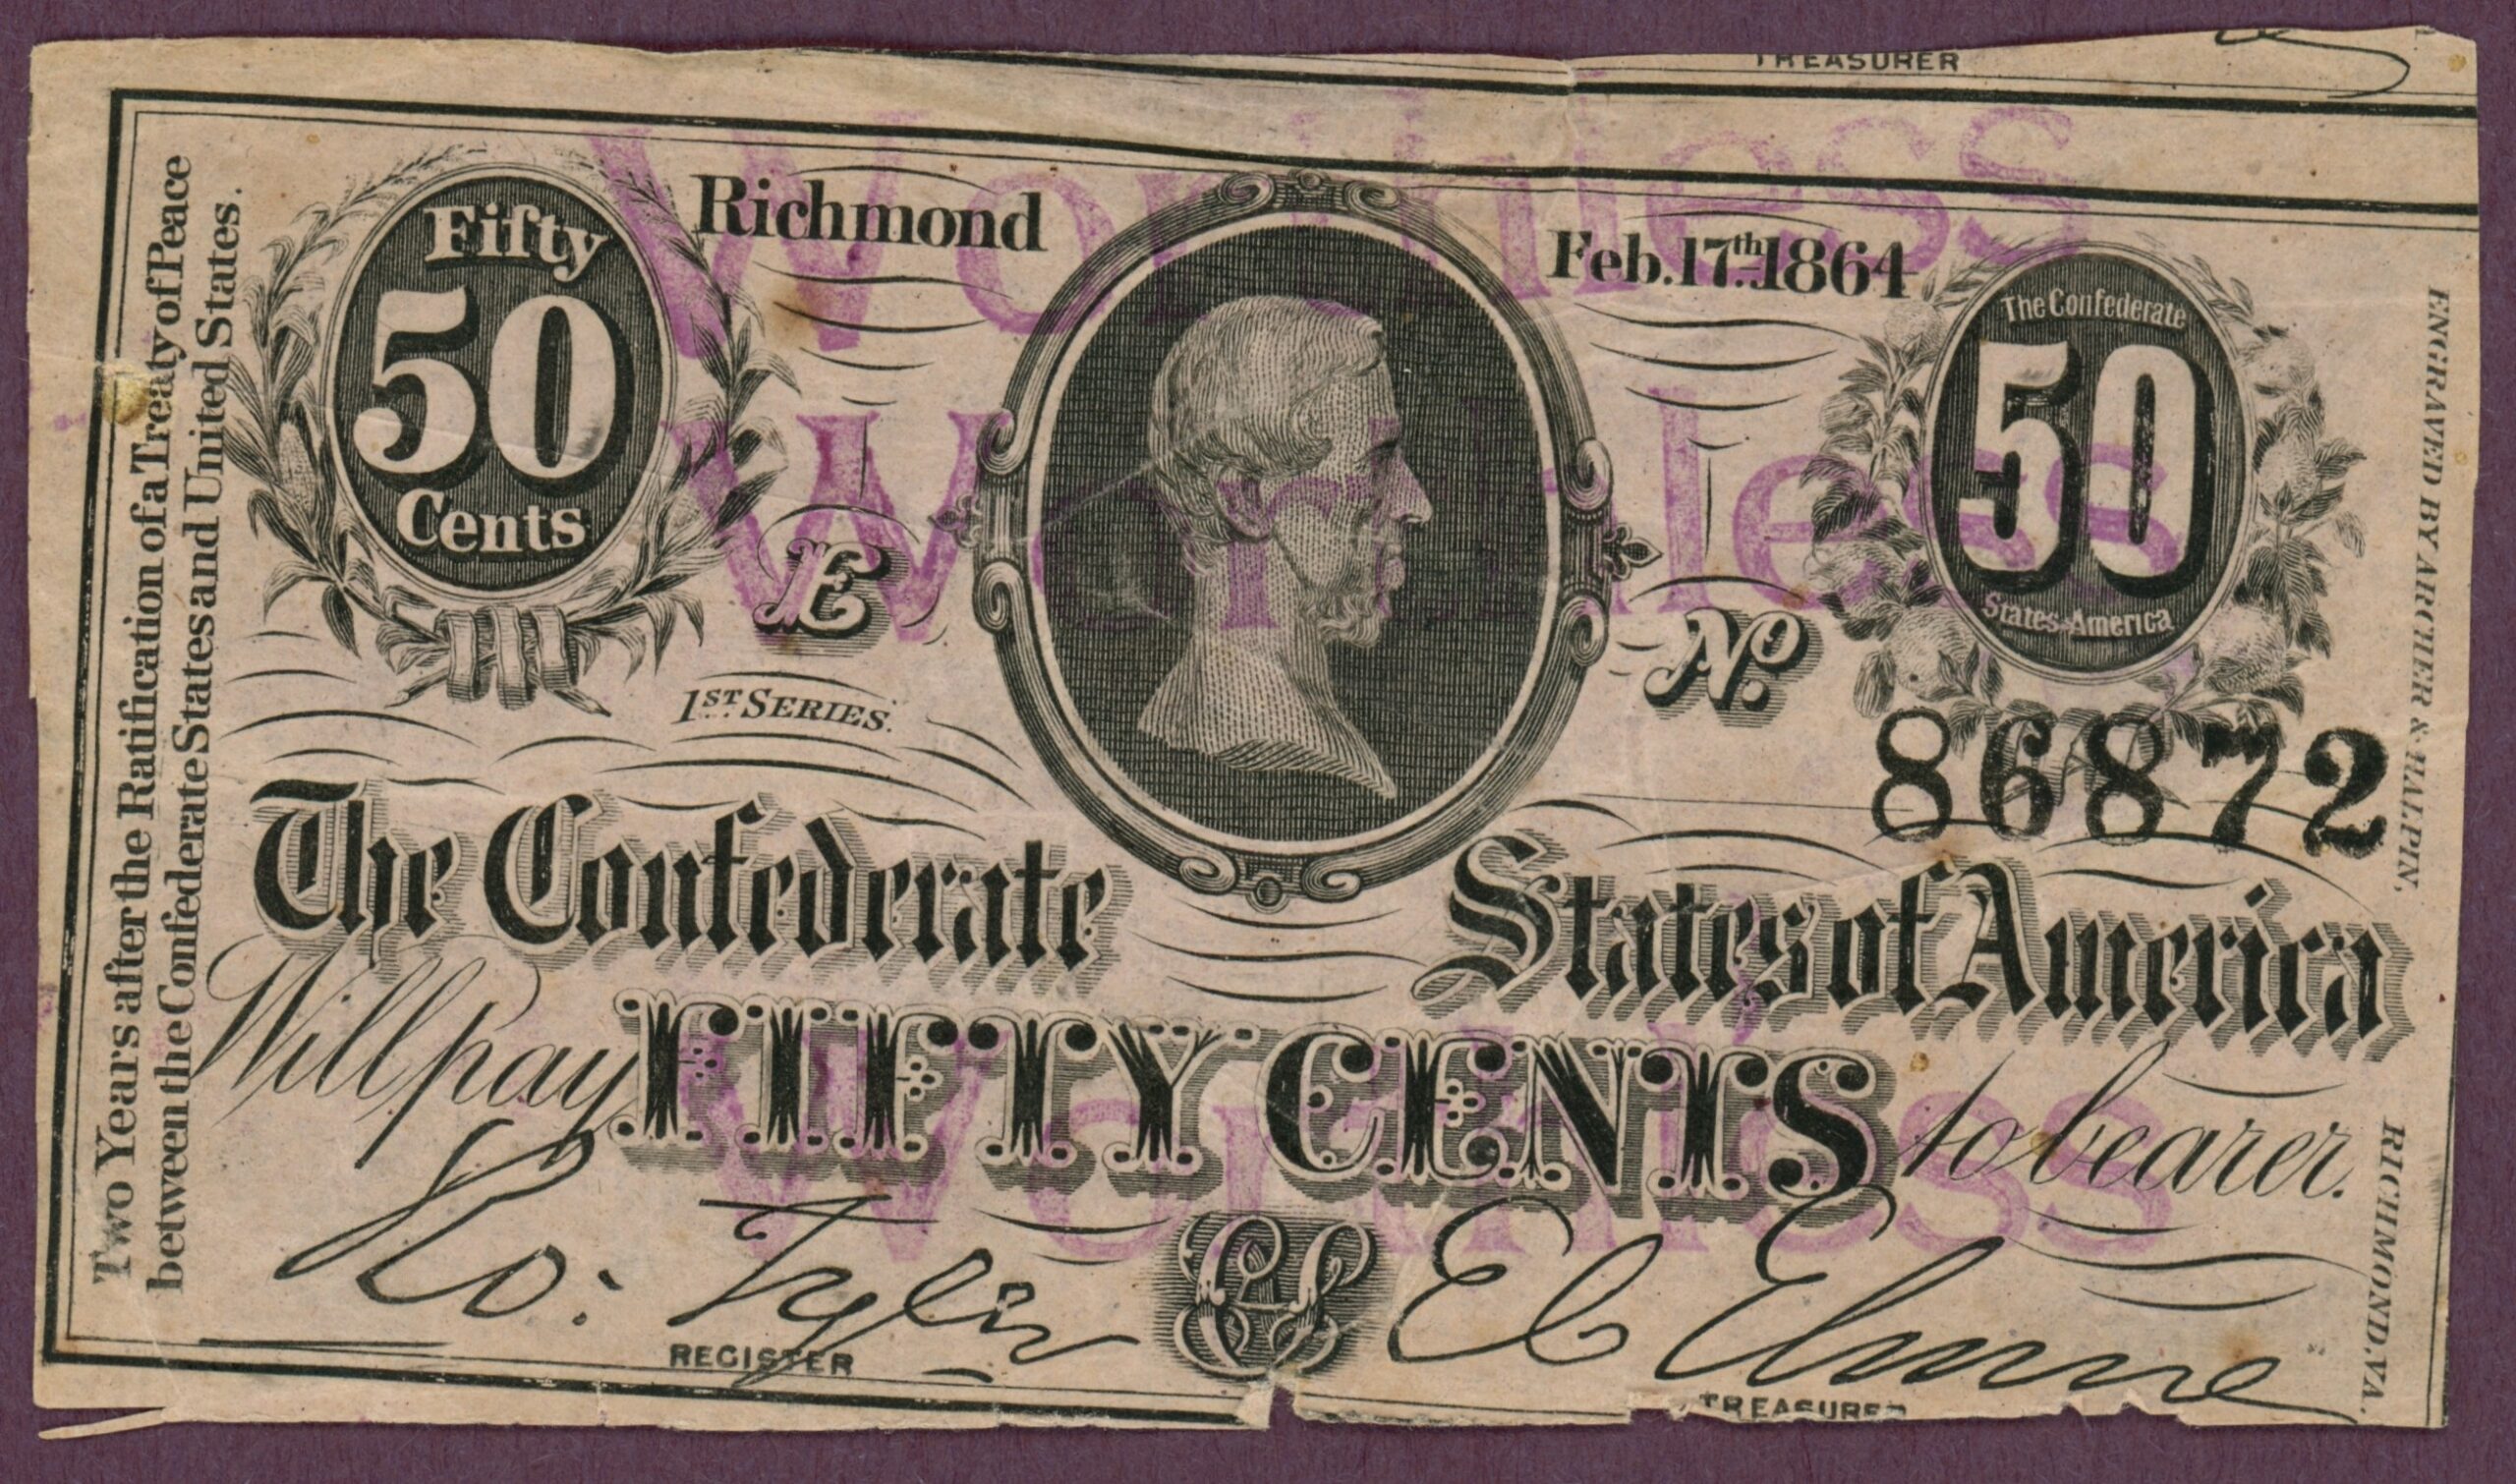 TREASURER
Two Years after the Ratification of a Treaty of Peace
between the Confederate States and United States.
Fifty
50
Cents
Richmond
Feb. 17th 1864
The Confederate
50
States America
Worthless
Worthless
E
No.
1ST SERIES.
86872
The Confederate States of America
Will pay FIFTY CENTS to bearer.
Worthless
Ro: Tyler
REGISTER
CS
E C Elmore
TREASURER
ENGRAVED BY ARCHER & HALPIN,
RICHMOND, VA.